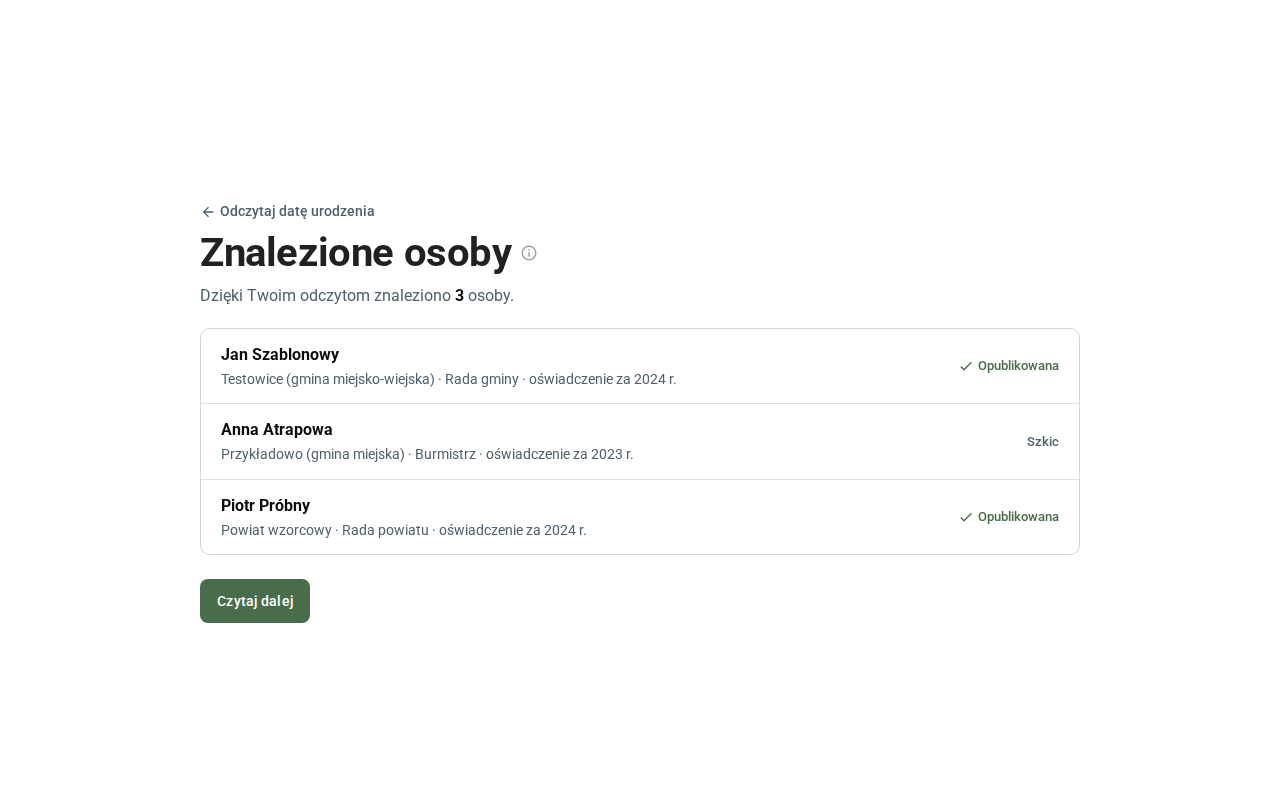 Odczytaj datę urodzenia
Znalezione osoby
Dzięki Twoim odczytom znaleziono 3 osoby.
Jan Szablonowy
Testowice (gmina miejsko-wiejska) · Rada gminy · oświadczenie za 2024 r.
Opublikowana
Anna Atrapowa
Przykładowo (gmina miejska) · Burmistrz · oświadczenie za 2023 r.
Szkic
Piotr Próbny
Powiat wzorcowy · Rada powiatu · oświadczenie za 2024 r.
Opublikowana
Czytaj dalej